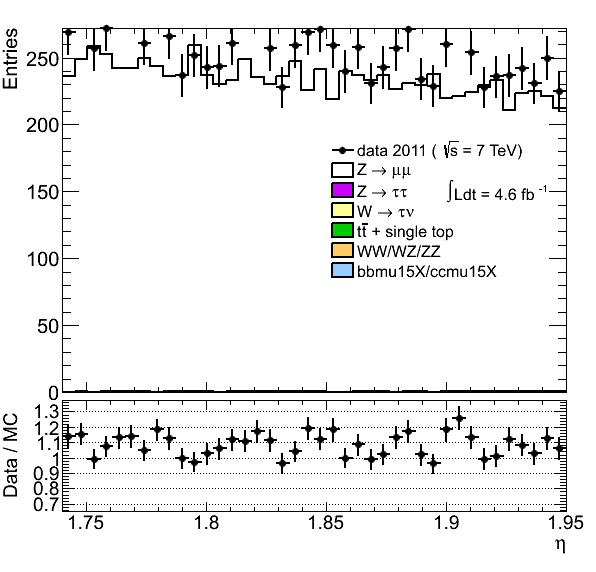 Entries
250
200
150
100
50
0
data 2011 ( √s = 7 TeV)
Z → μμ
Z → ττ
W → τν
tt̄ + single top
WW/WZ/ZZ
bbmu15X/ccmu15X
∫Ldt = 4.6 fb⁻¹
Data / MC
1.3
1.2
1.1
1
0.9
0.8
0.7
1.75
1.8
1.85
1.9
1.95
η